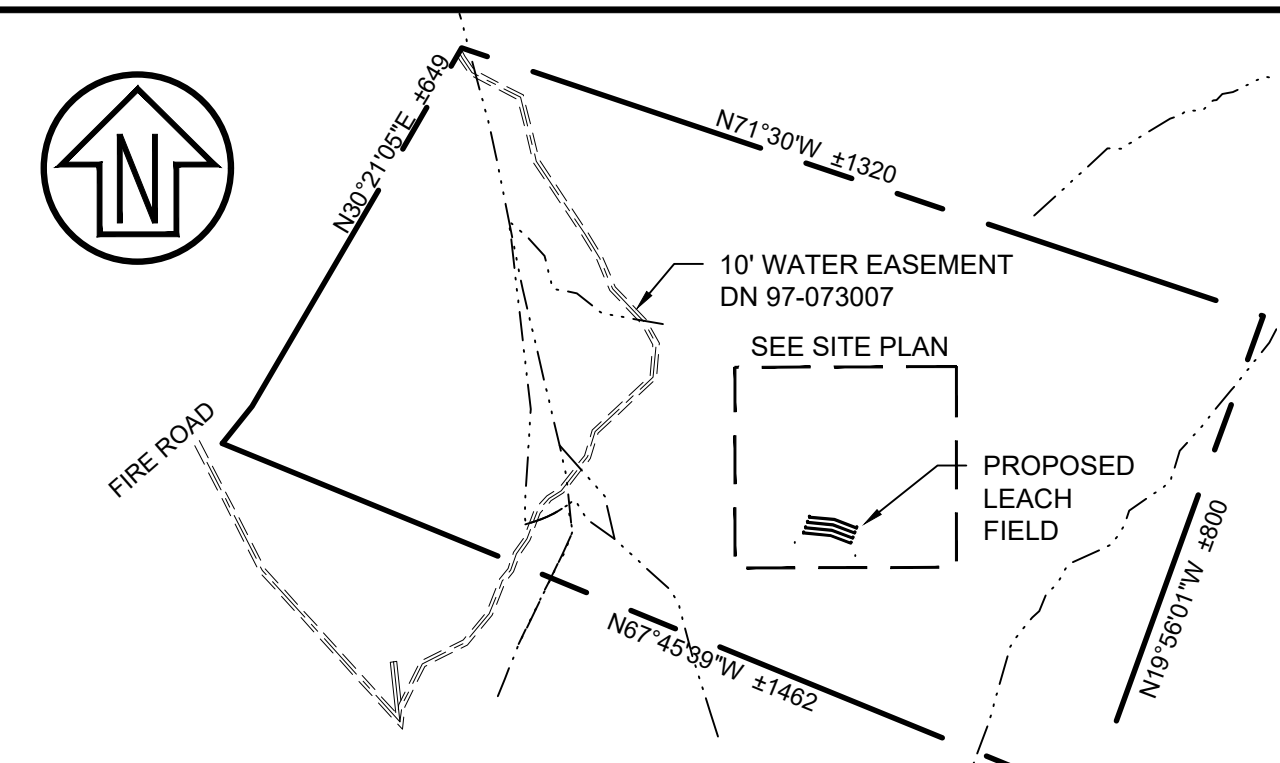 N
N30°21'05"E ±649
N71°30'W ±1320
10' WATER EASEMENT
DN 97-073007
SEE SITE PLAN
FIRE ROAD
PROPOSED
LEACH
FIELD
N19°56'01"W ±800
N67°45'39"W ±1462